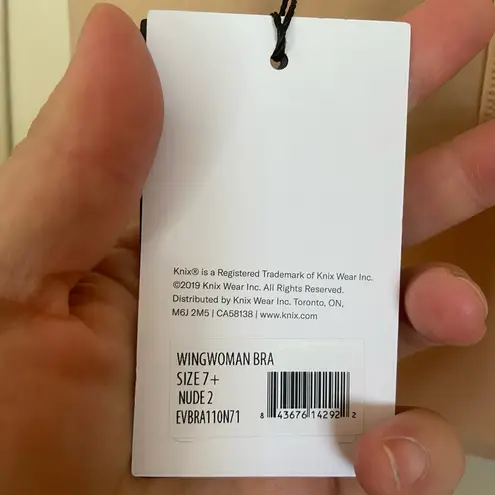 Knix® is a Registered Trademark of Knix Wear Inc.
©2019 Knix Wear Inc. All Rights Reserved.
Distributed by Knix Wear Inc. Toronto, ON,
M6J 2M5 | CA58138 | www.knix.com
WINGWOMAN BRA
SIZE 7+
NUDE 2
EVBRA110N71
8 43676 14292 2